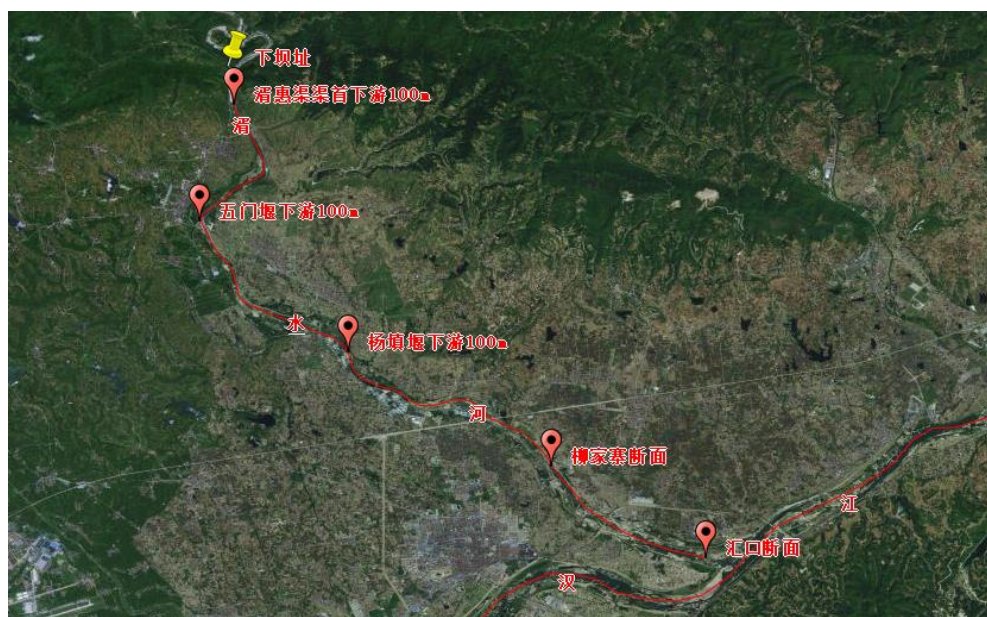 下坝址
湑惠渠渠首下游100m
湑
五门堰下游100m
水
杨填堰下游100m
河
柳家寨断面
江
汇口断面
汉